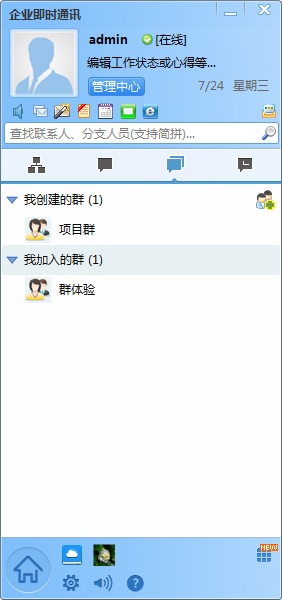 企业即时通讯
admin [在线]
编辑工作状态或心得等...
管理中心 7/24 星期三
查找联系人、分支人员(支持简拼)...
我创建的群 (1)
项目群
我加入的群 (1)
群体验
NEW